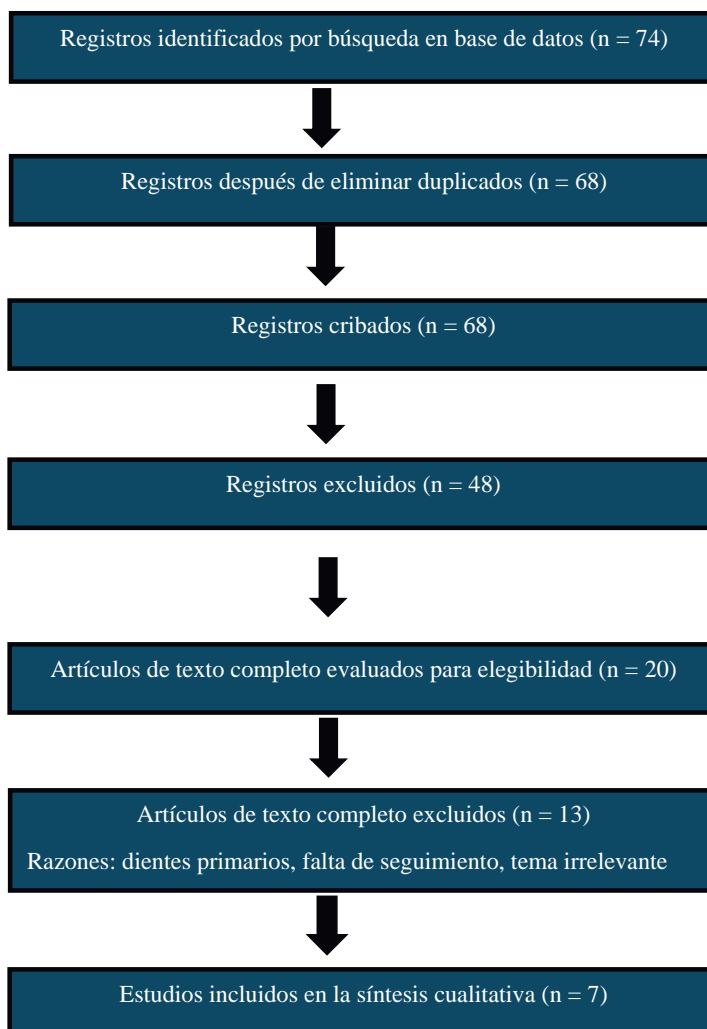 Registros identificados por búsqueda en base de datos (n = 74)
Registros después de eliminar duplicados (n = 68)
Registros cribados (n = 68)
Registros excluidos (n = 48)
Artículos de texto completo evaluados para elegibilidad (n = 20)
Artículos de texto completo excluidos (n = 13)
Razones: dientes primarios, falta de seguimiento, tema irrelevante
Estudios incluidos en la síntesis cualitativa (n = 7)